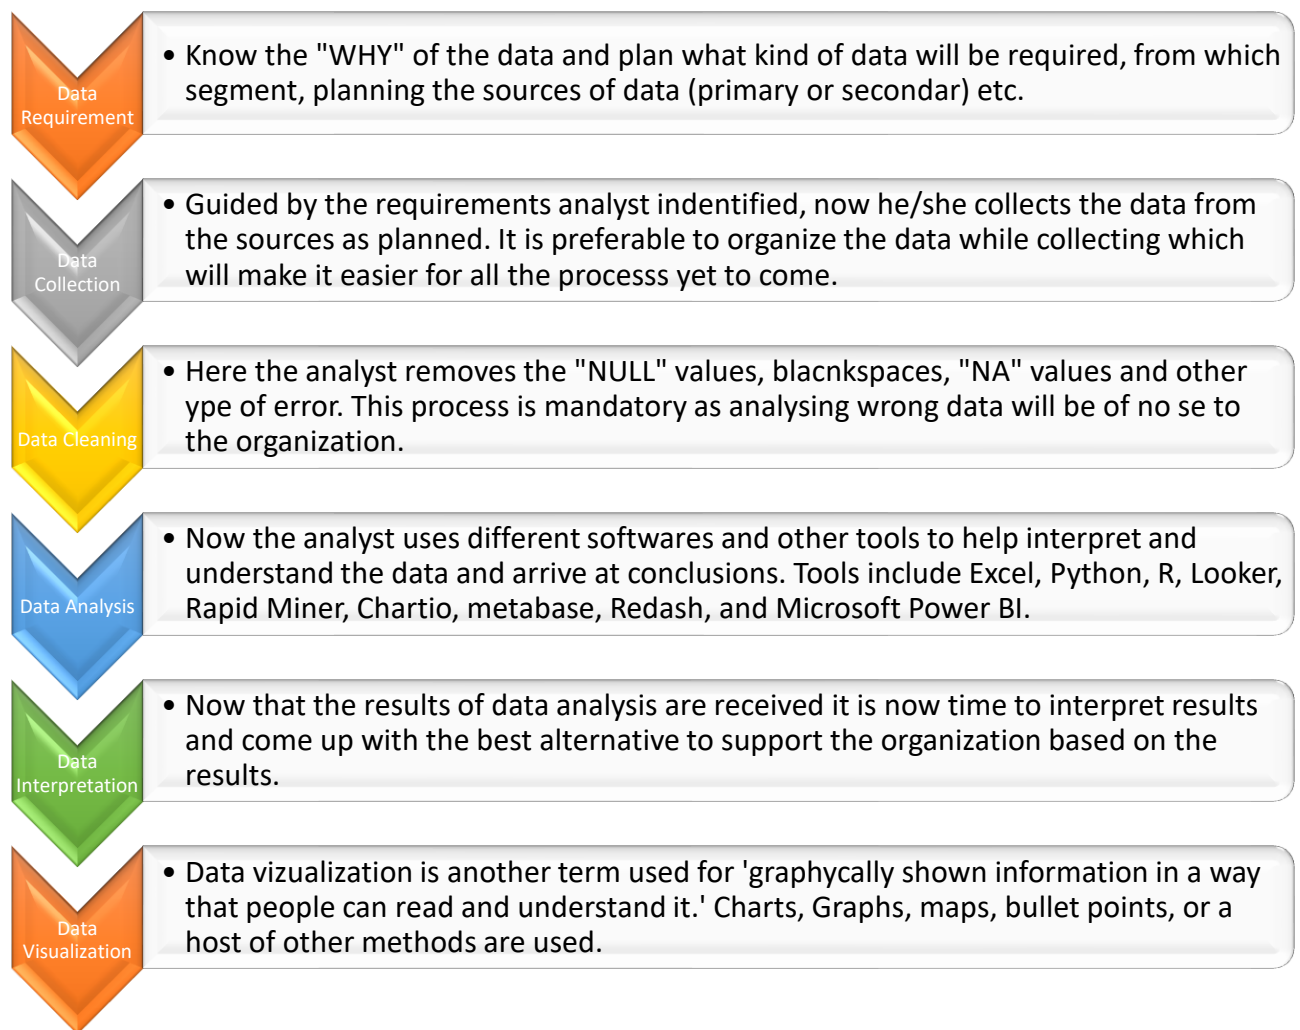 Data
Requirement
• Know the "WHY" of the data and plan what kind of data will be required, from which
segment, planning the sources of data (primary or secondar) etc.
Data
Collection
• Guided by the requirements analyst indentified, now he/she collects the data from
the sources as planned. It is preferable to organize the data while collecting which
will make it easier for all the processs yet to come.
Data Cleaning
• Here the analyst removes the "NULL" values, blacnkspaces, "NA" values and other
ype of error. This process is mandatory as analysing wrong data will be of no se to
the organization.
Data Analysis
• Now the analyst uses different softwares and other tools to help interpret and
understand the data and arrive at conclusions. Tools include Excel, Python, R, Looker,
Rapid Miner, Chartio, metabase, Redash, and Microsoft Power BI.
Data
Interpretation
• Now that the results of data analysis are received it is now time to interpret results
and come up with the best alternative to support the organization based on the
results.
Data
Visualization
• Data vizualization is another term used for 'graphycally shown information in a way
that people can read and understand it.' Charts, Graphs, maps, bullet points, or a
host of other methods are used.